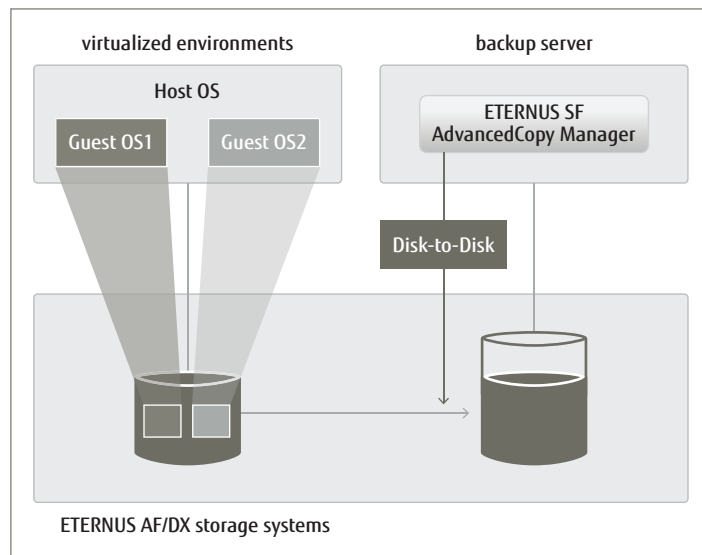 virtualized environments
backup server
Host OS
Guest OS1
Guest OS2
ETERNUS SF
AdvancedCopy Manager
Disk-to-Disk
ETERNUS AF/DX storage systems